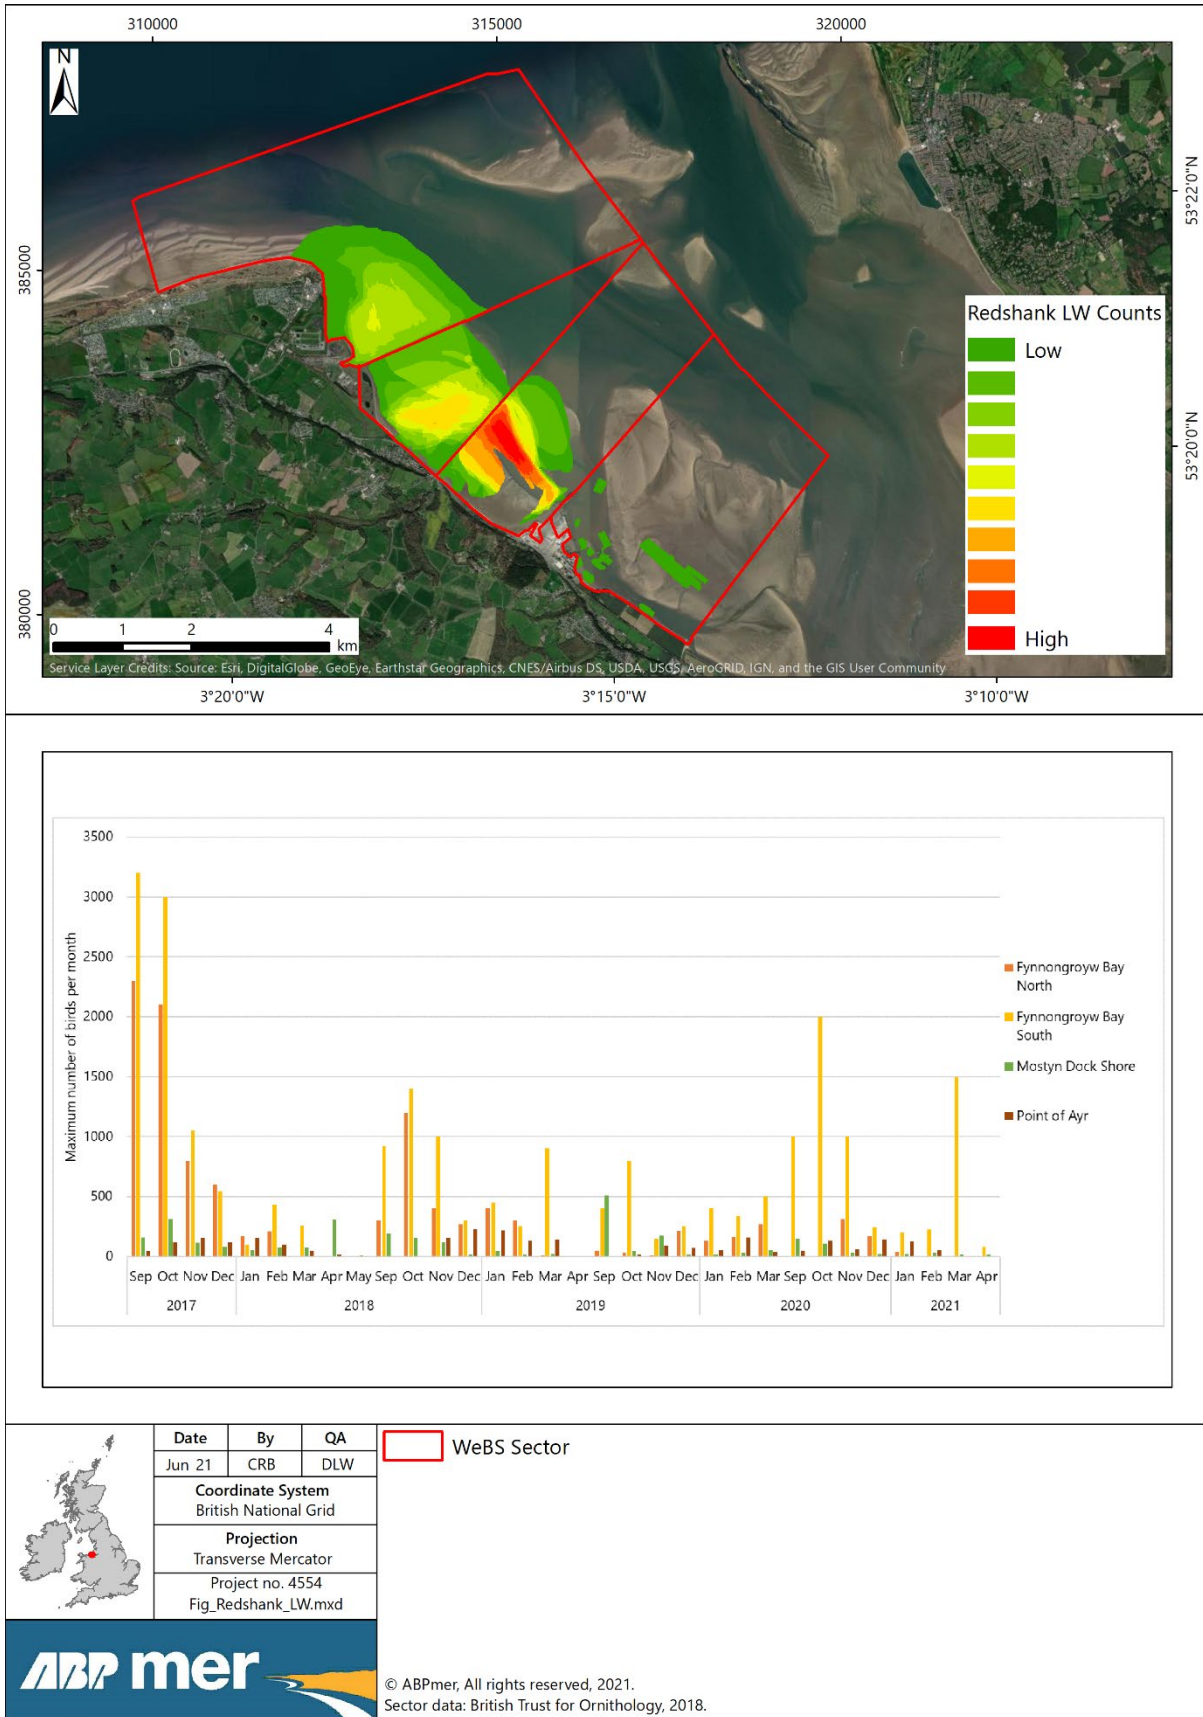 310000 315000 320000
N
385000
380000
53°22'0"N
53°20'0"N
Redshank LW Counts
Low
High
0 1 2 4
km
Service Layer Credits: Source: Esri, DigitalGlobe, GeoEye, Earthstar Geographics, CNES/Airbus DS, USDA, USGS, AeroGRID, IGN, and the GIS User Community
3°20'0"W 3°15'0"W 3°10'0"W
Maximum number of birds per month
3500
3000
2500
2000
1500
1000
500
0
Fynnongroyw Bay
North
Fynnongroyw Bay
South
Mostyn Dock Shore
Point of Ayr
Sep Oct Nov Dec Jan Feb Mar Apr May Sep Oct Nov Dec Jan Feb Mar Apr Sep Oct Nov Dec Jan Feb Mar Sep Oct Nov Dec Jan Feb Mar Apr
2017 2018 2019 2020 2021
Date By QA
Jun 21 CRB DLW
Coordinate System
British National Grid
Projection
Transverse Mercator
Project no. 4554
Fig_Redshank_LW.mxd
WeBS Sector
ABP mer
© ABPmer, All rights reserved, 2021.
Sector data: British Trust for Ornithology, 2018.